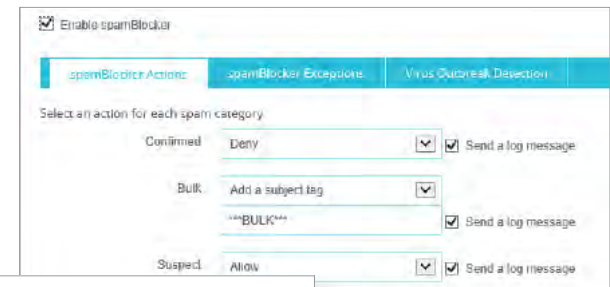 Enable spamBlocker
spamBlocker Actions spamBlocker Exceptions Virus Outbreak Detection
Select an action for each spam category
Confirmed Deny Send a log message
Bulk Add a subject tag
***BULK*** Send a log message
Suspect Allow Send a log message